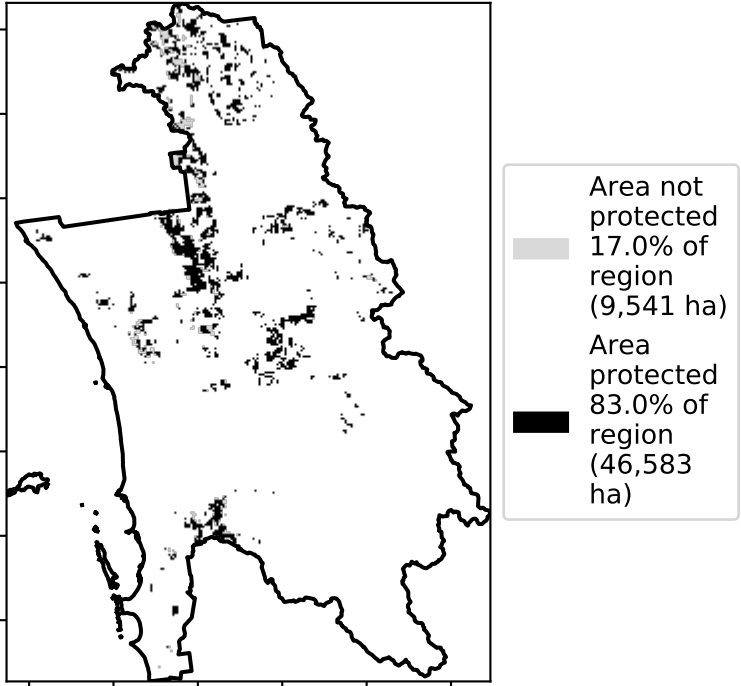 Area not
protected
17.0% of
region
(9,541 ha)
Area
protected
83.0% of
region
(46,583
ha)